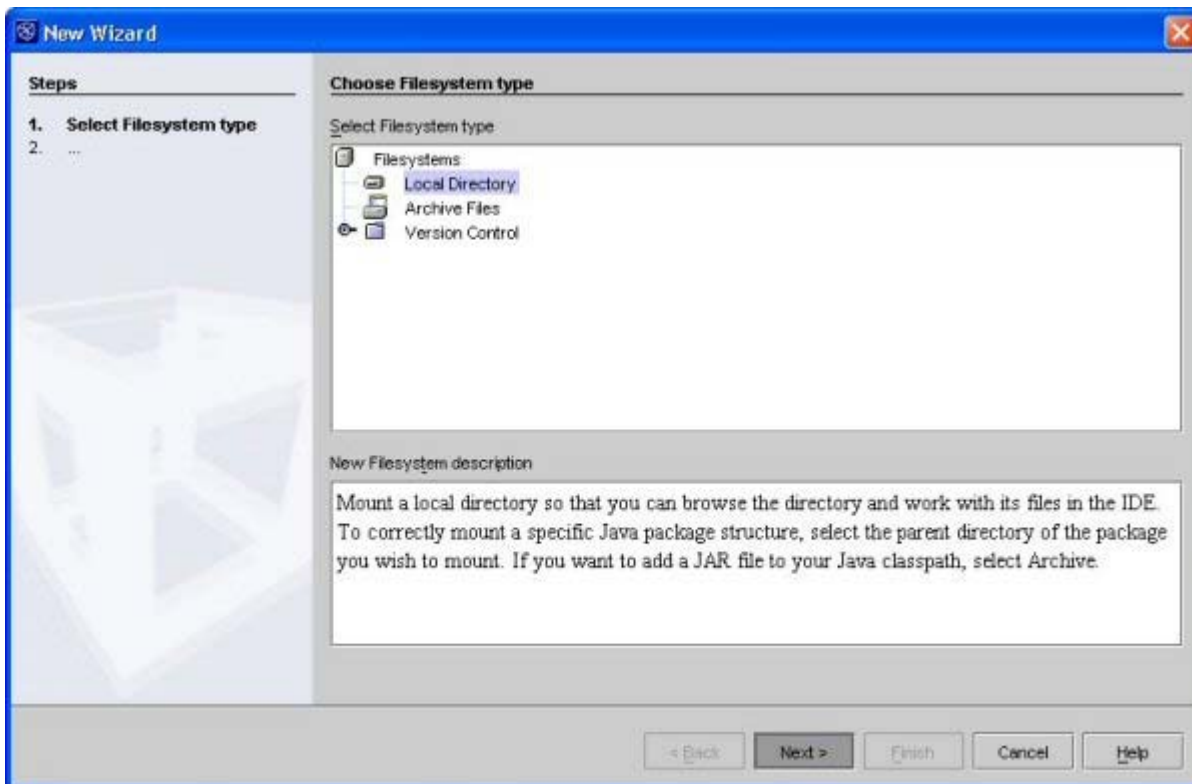 New Wizard
Steps
1. Select Filesystem type
2. ...
Choose Filesystem type
Select Filesystem type
Filesystems
Local Directory
Archive Files
Version Control
New Filesystem description
Mount a local directory so that you can browse the directory and work with its files in the IDE.
To correctly mount a specific Java package structure, select the parent directory of the package
you wish to mount. If you want to add a JAR file to your Java classpath, select Archive.
< Back
Next >
Finish
Cancel
Help